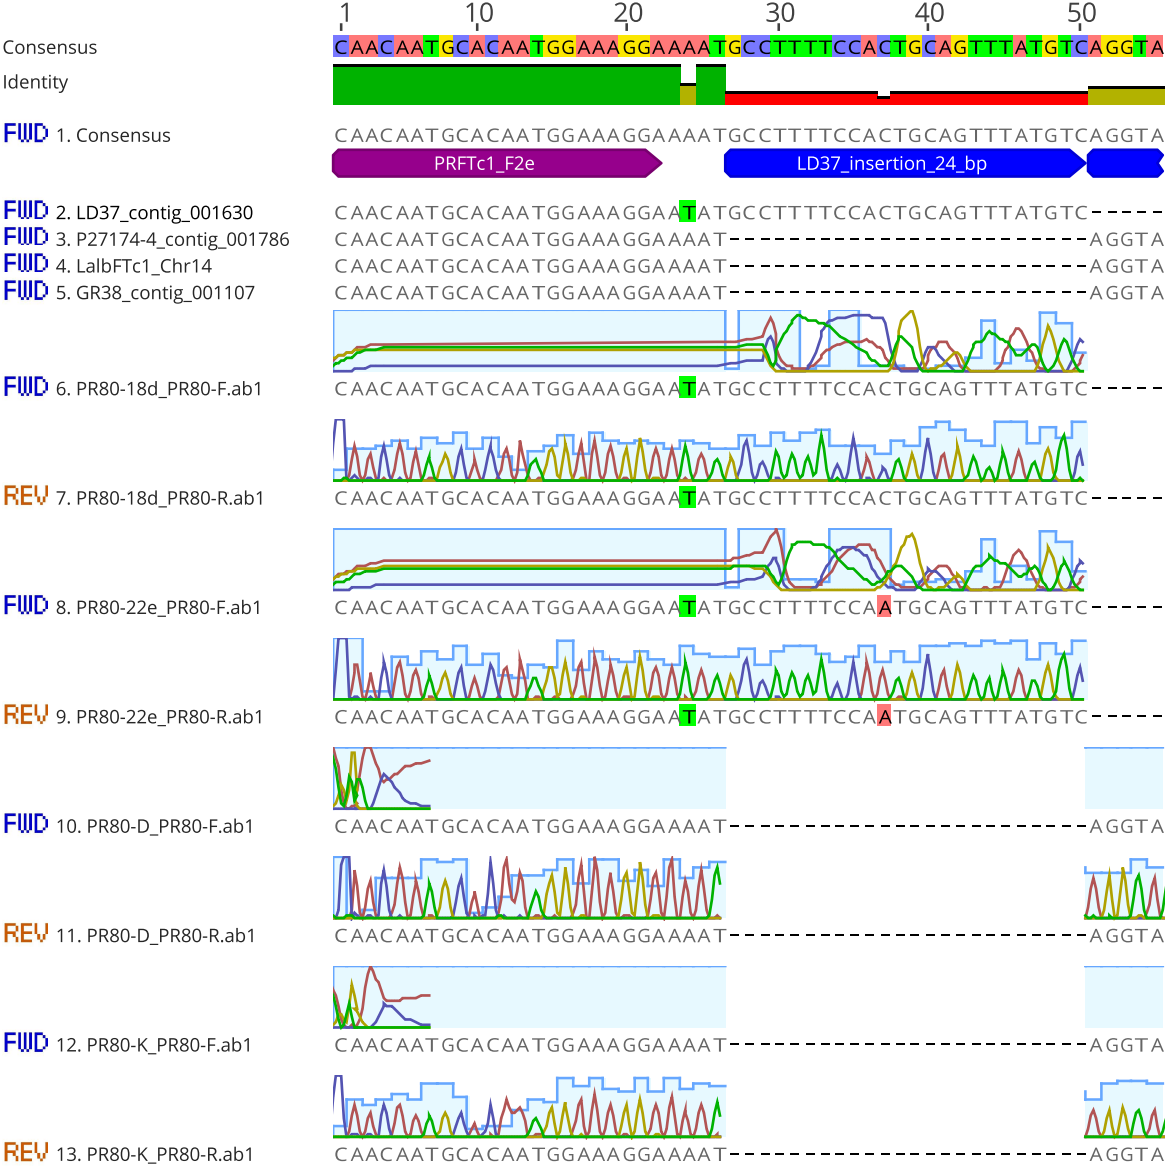 1 10 20 30 40 50
Consensus CAACAATGCACAATGGAAAGGAAAATGCCTTTTCCACTGCAGTTTATGTCAGGTA
Identity
FWD 1. Consensus CAACAATGCACAATGGAAAGGAAAATGCCTTTTCCACTGCAGTTTATGTCAGGTA
PRFTc1_F2e LD37_insertion_24_bp
FWD 2. LD37_contig_001630 CAACAATGCACAATGGAAAGGAATATGCCTTTTCCACTGCAGTTTATGTC-----
FWD 3. P27174-4_contig_001786 CAACAATGCACAATGGAAAGGAAAAT------------------------AGGTA
FWD 4. LalbFTc1_Chr14 CAACAATGCACAATGGAAAGGAAAAT------------------------AGGTA
FWD 5. GR38_contig_001107 CAACAATGCACAATGGAAAGGAAAAT------------------------AGGTA
FWD 6. PR80-18d_PR80-F.ab1 CAACAATGCACAATGGAAAGGAATATGCCTTTTCCACTGCAGTTTATGTC-----
REV 7. PR80-18d_PR80-R.ab1 CAACAATGCACAATGGAAAGGAATATGCCTTTTCCACTGCAGTTTATGTC-----
FWD 8. PR80-22e_PR80-F.ab1 CAACAATGCACAATGGAAAGGAATATGCCTTTTCCAATGCAGTTTATGTC-----
REV 9. PR80-22e_PR80-R.ab1 CAACAATGCACAATGGAAAGGAATATGCCTTTTCCAATGCAGTTTATGTC-----
FWD 10. PR80-D_PR80-F.ab1 CAACAATGCACAATGGAAAGGAAAAT------------------------AGGTA
REV 11. PR80-D_PR80-R.ab1 CAACAATGCACAATGGAAAGGAAAAT------------------------AGGTA
FWD 12. PR80-K_PR80-F.ab1 CAACAATGCACAATGGAAAGGAAAAT------------------------AGGTA
REV 13. PR80-K_PR80-R.ab1 CAACAATGCACAATGGAAAGGAAAAT------------------------AGGTA